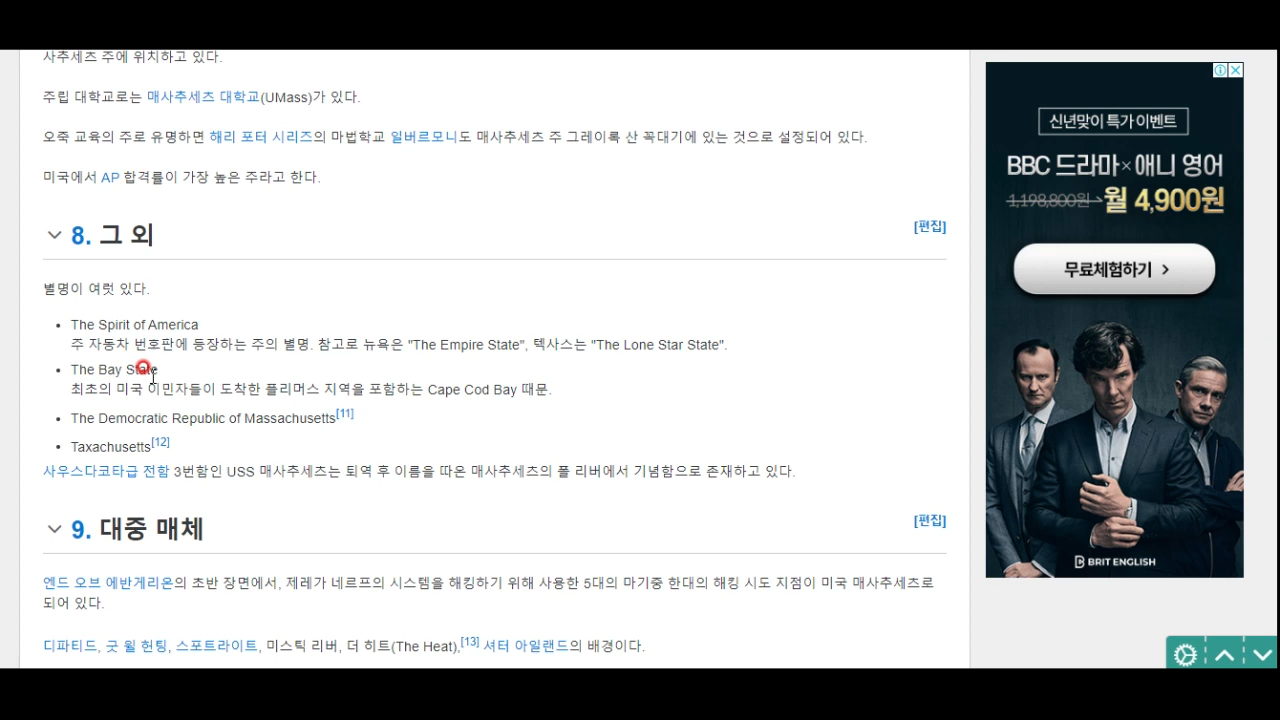 사추세츠 주에 위치하고 있다.
주립 대학교로는 매사추세츠 대학교(UMass)가 있다.
오죽 교육의 주로 유명하면 해리 포터 시리즈의 마법학교 일버르모니도 매사추세츠 주 그레이록 산 꼭대기에 있는 것으로 설정되어 있다.
미국에서 AP 합격률이 가장 높은 주라고 한다.
8. 그 외
[편집]
별명이 여럿 있다.
• The Spirit of America
주 자동차 번호판에 등장하는 주의 별명. 참고로 뉴욕은 "The Empire State", 텍사스는 "The Lone Star State".
• The Bay State
최초의 미국 이민자들이 도착한 플리머스 지역을 포함하는 Cape Cod Bay 때문.
• The Democratic Republic of Massachusetts[11]
• Taxachusetts[12]
사우스다코타급 전함 3번함인 USS 매사추세츠는 퇴역 후 이름을 따온 매사추세츠의 폴 리버에서 기념함으로 존재하고 있다.
9. 대중 매체
[편집]
엔드 오브 에반게리온의 초반 장면에서, 제레가 네르프의 시스템을 해킹하기 위해 사용한 5대의 마기중 한대의 해킹 시도 지점이 미국 매사추세츠로
되어 있다.
디파티드, 굿 윌 헌팅, 스포트라이트, 미스틱 리버, 더 히트(The Heat),[13] 셔터 아일랜드의 배경이다.
신년맞이 특가 이벤트
BBC 드라마×애니 영어
1,198,800원→월 4,900원
무료체험하기 >
BRIT ENGLISH